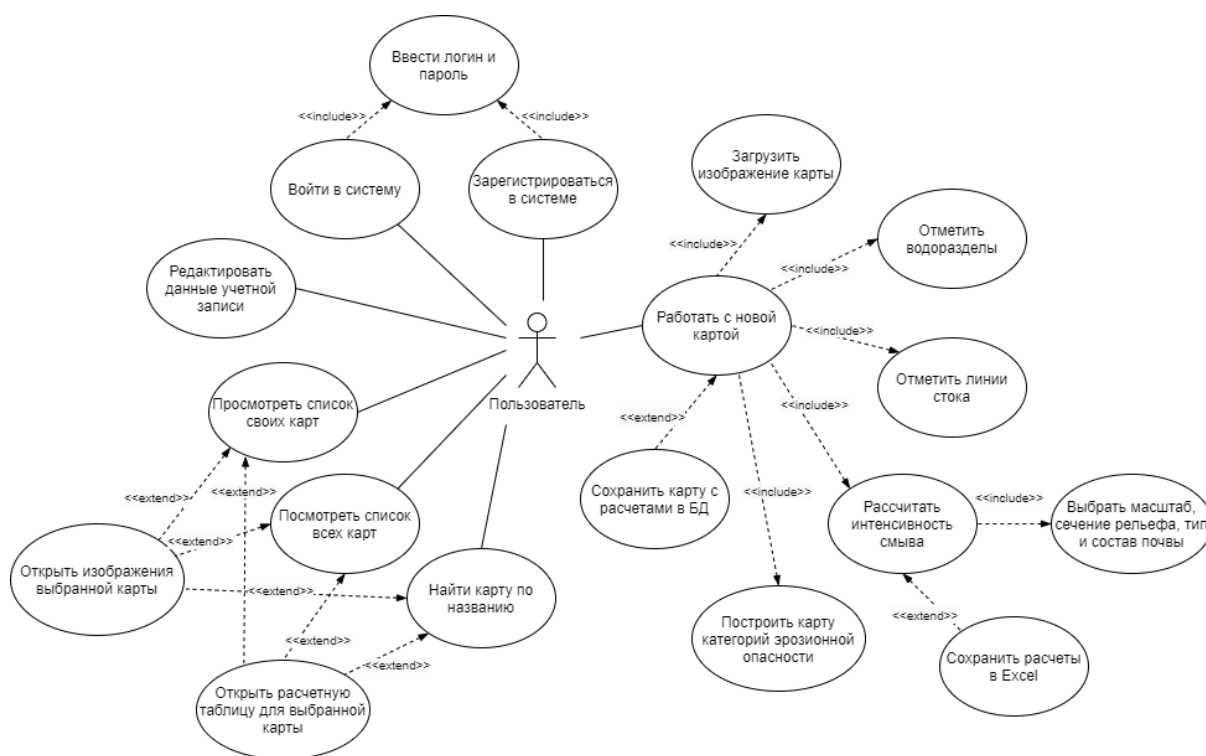 Ввести логин и
пароль
<<include>>
<<include>>
Войти в систему
Зарегистрироваться
в системе
Загрузить
изображение карты
<<include>>
Отметить
водоразделы
<<include>>
Редактировать
данные учетной
записи
Работать с новой
картой
<<include>>
Отметить линии
стока
Пользователь
Просмотреть список
своих карт
<<extend>>
<<include>>
Сохранить карту с
расчетами в БД
<<include>>
Рассчитать
интенсивность
смыва
<<include>>
Выбрать масштаб,
сечение рельефа, тип
и состав почвы
<<extend>>
<<extend>>
Посмотреть список
всех карт
<<extend>>
Открыть изображения
выбранной карты
<<extend>>
Найти карту по
названию
<<extend>>
<<extend>>
Построить карту
категорий эрозионной
опасности
<<extend>>
Сохранить расчеты
в Excel
Открыть расчетную
таблицу для выбранной
карты